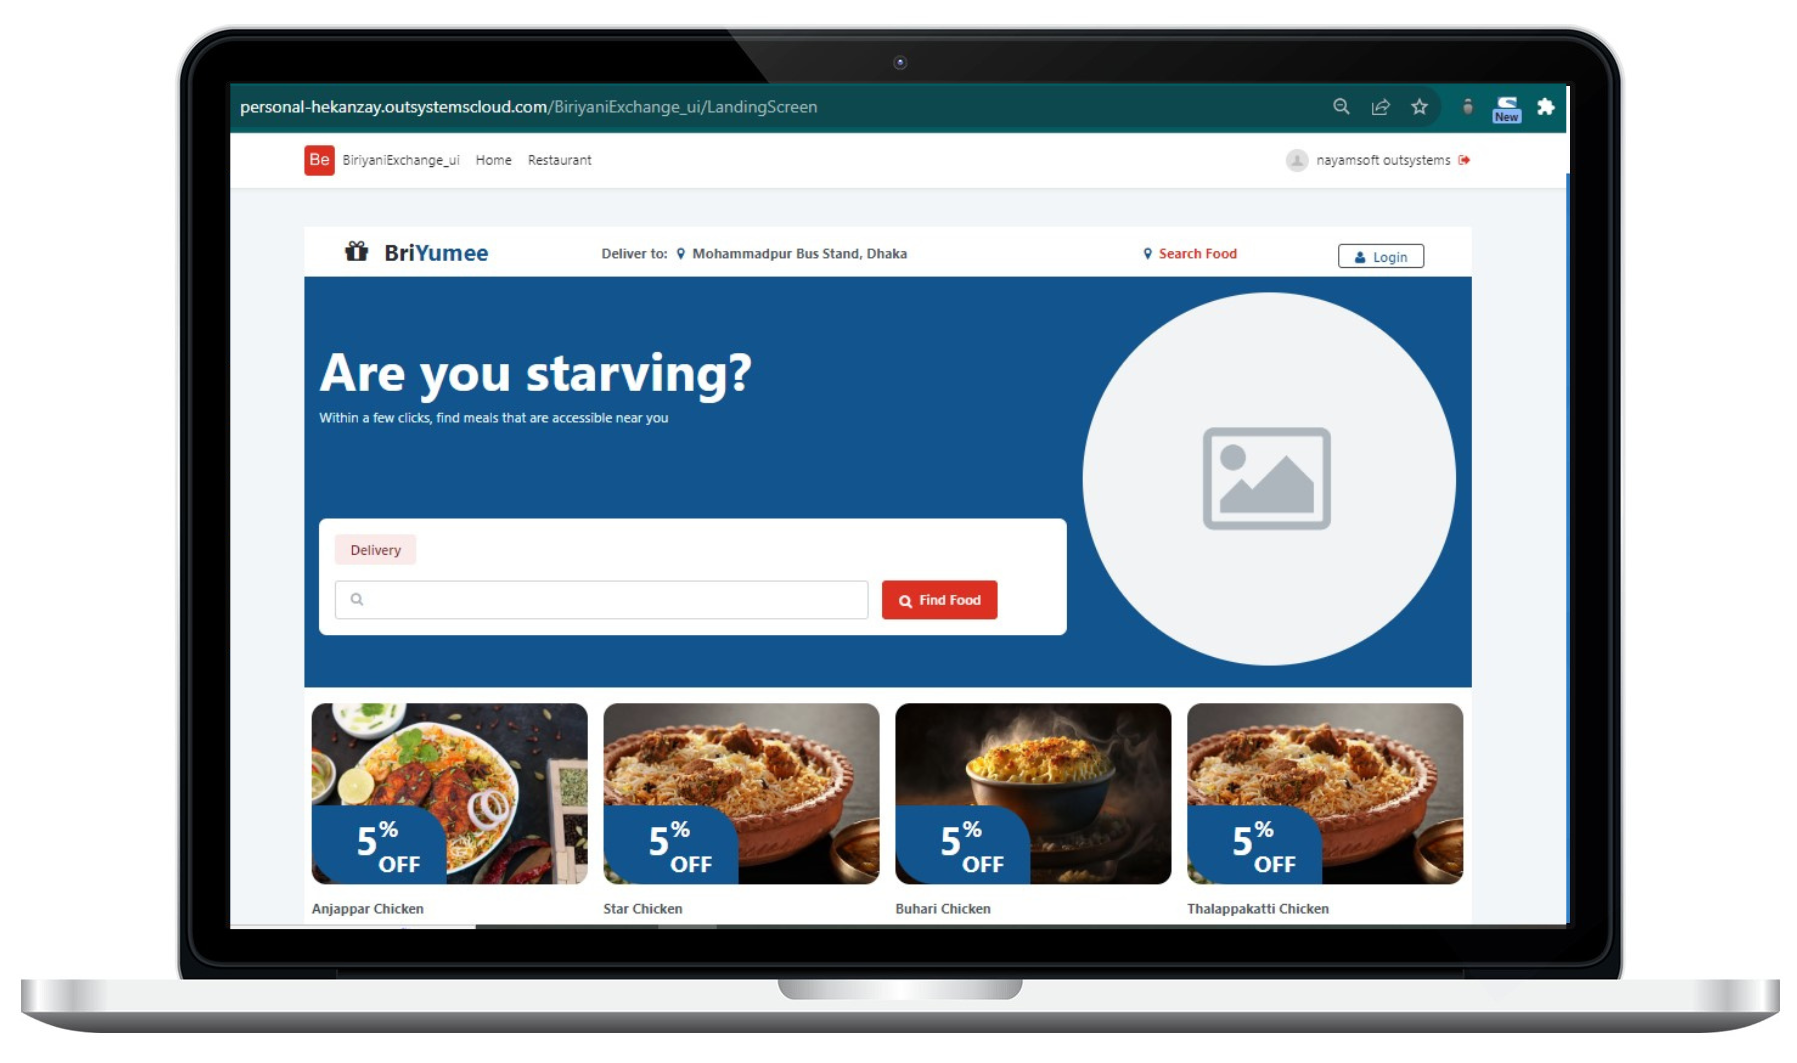 personal-hekanzay.outsystemscloud.com/BiriyaniExchange_ui/LandingScreen
New
Be BiriyaniExchange_ui Home Restaurant nayamsoft outsystems
BriYumee Deliver to: Mohammadpur Bus Stand, Dhaka Search Food Login
Are you starving?
Within a few clicks, find meals that are accessible near you
Delivery
Find Food
5% OFF
5% OFF
5% OFF
5% OFF
Anjappar Chicken Star Chicken Buhari Chicken Thalappakatti Chicken